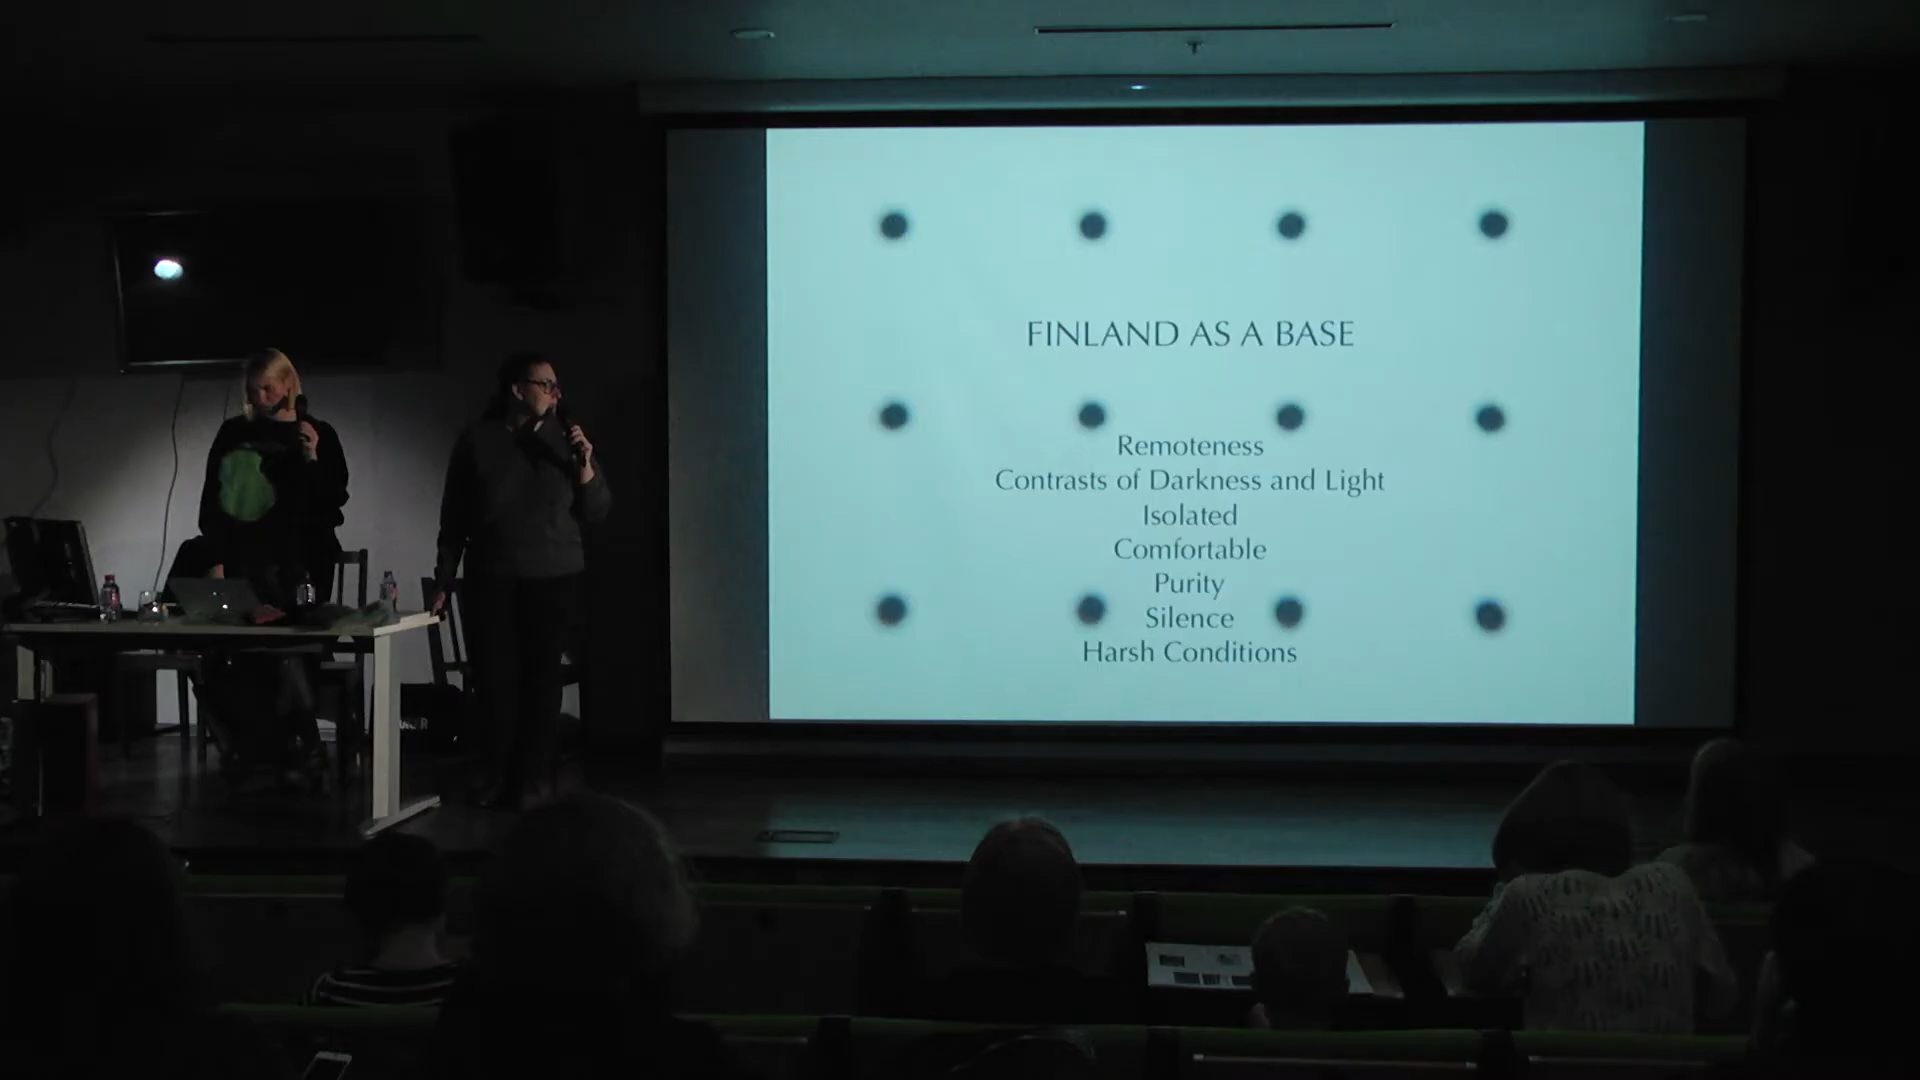 FINLAND AS A BASE
Remoteness
Contrasts of Darkness and Light
Isolated
Comfortable
Purity
Silence
Harsh Conditions